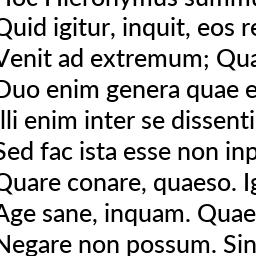 Hoc Hieronymus summu
Quid igitur, inquit, eos re
Venit ad extremum; Qua
Duo enim genera quae e
Illi enim inter se dissenti
Sed fac ista esse non inp
Quare conare, quaeso. Ig
Age sane, inquam. Quae
Negare non possum. Sin